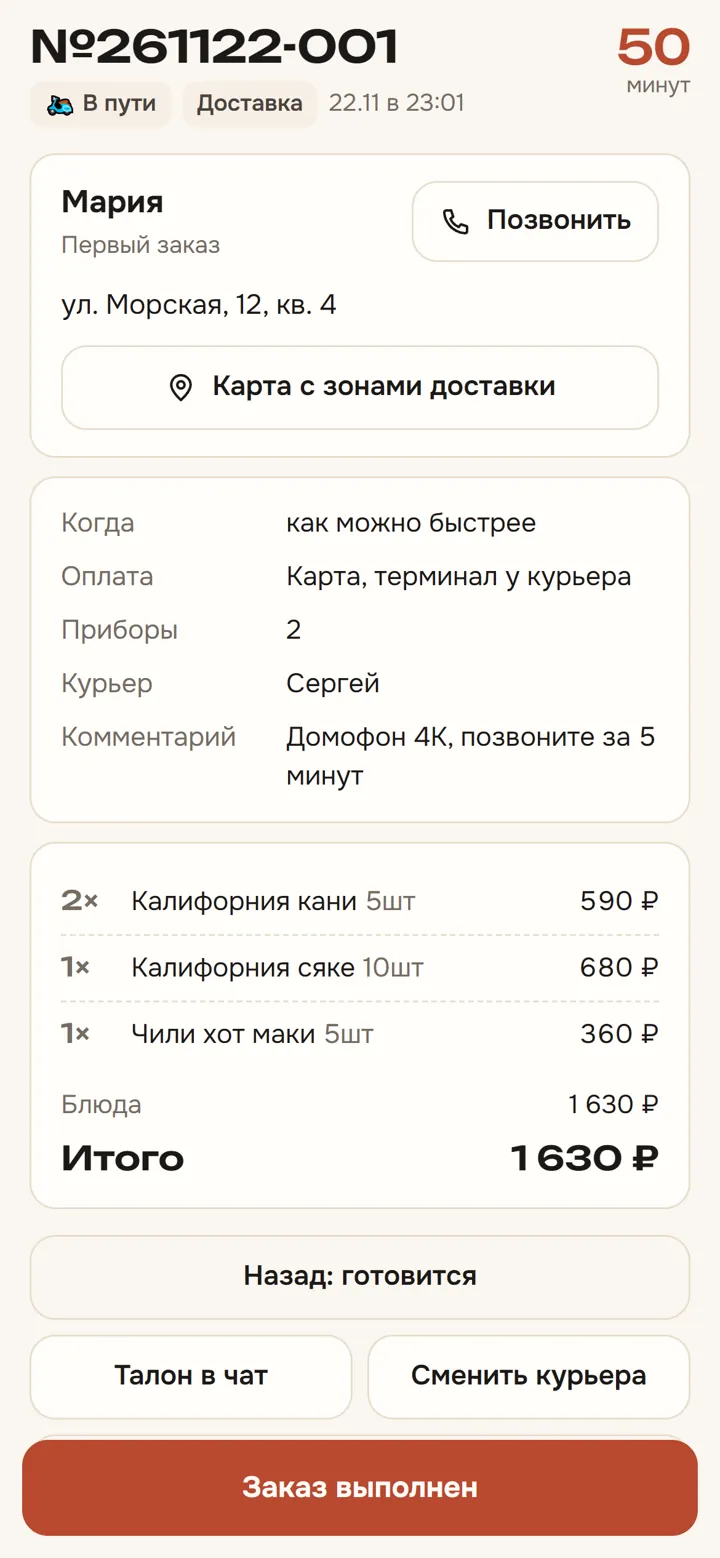 №261122-001
50
минут
В пути
Доставка
22.11 в 23:01
Мария
Первый заказ
Позвонить
ул. Морская, 12, кв. 4
Карта с зонами доставки
Когда как можно быстрее
Оплата Карта, терминал у курьера
Приборы 2
Курьер Сергей
Комментарий Домофон 4К, позвоните за 5
минут
2× Калифорния кани 5шт 590 ₽
1× Калифорния сяке 10шт 680 ₽
1× Чили хот маки 5шт 360 ₽
Блюда 1 630 ₽
Итого 1 630 ₽
Назад: готовится
Талон в чат
Сменить курьера
Заказ выполнен